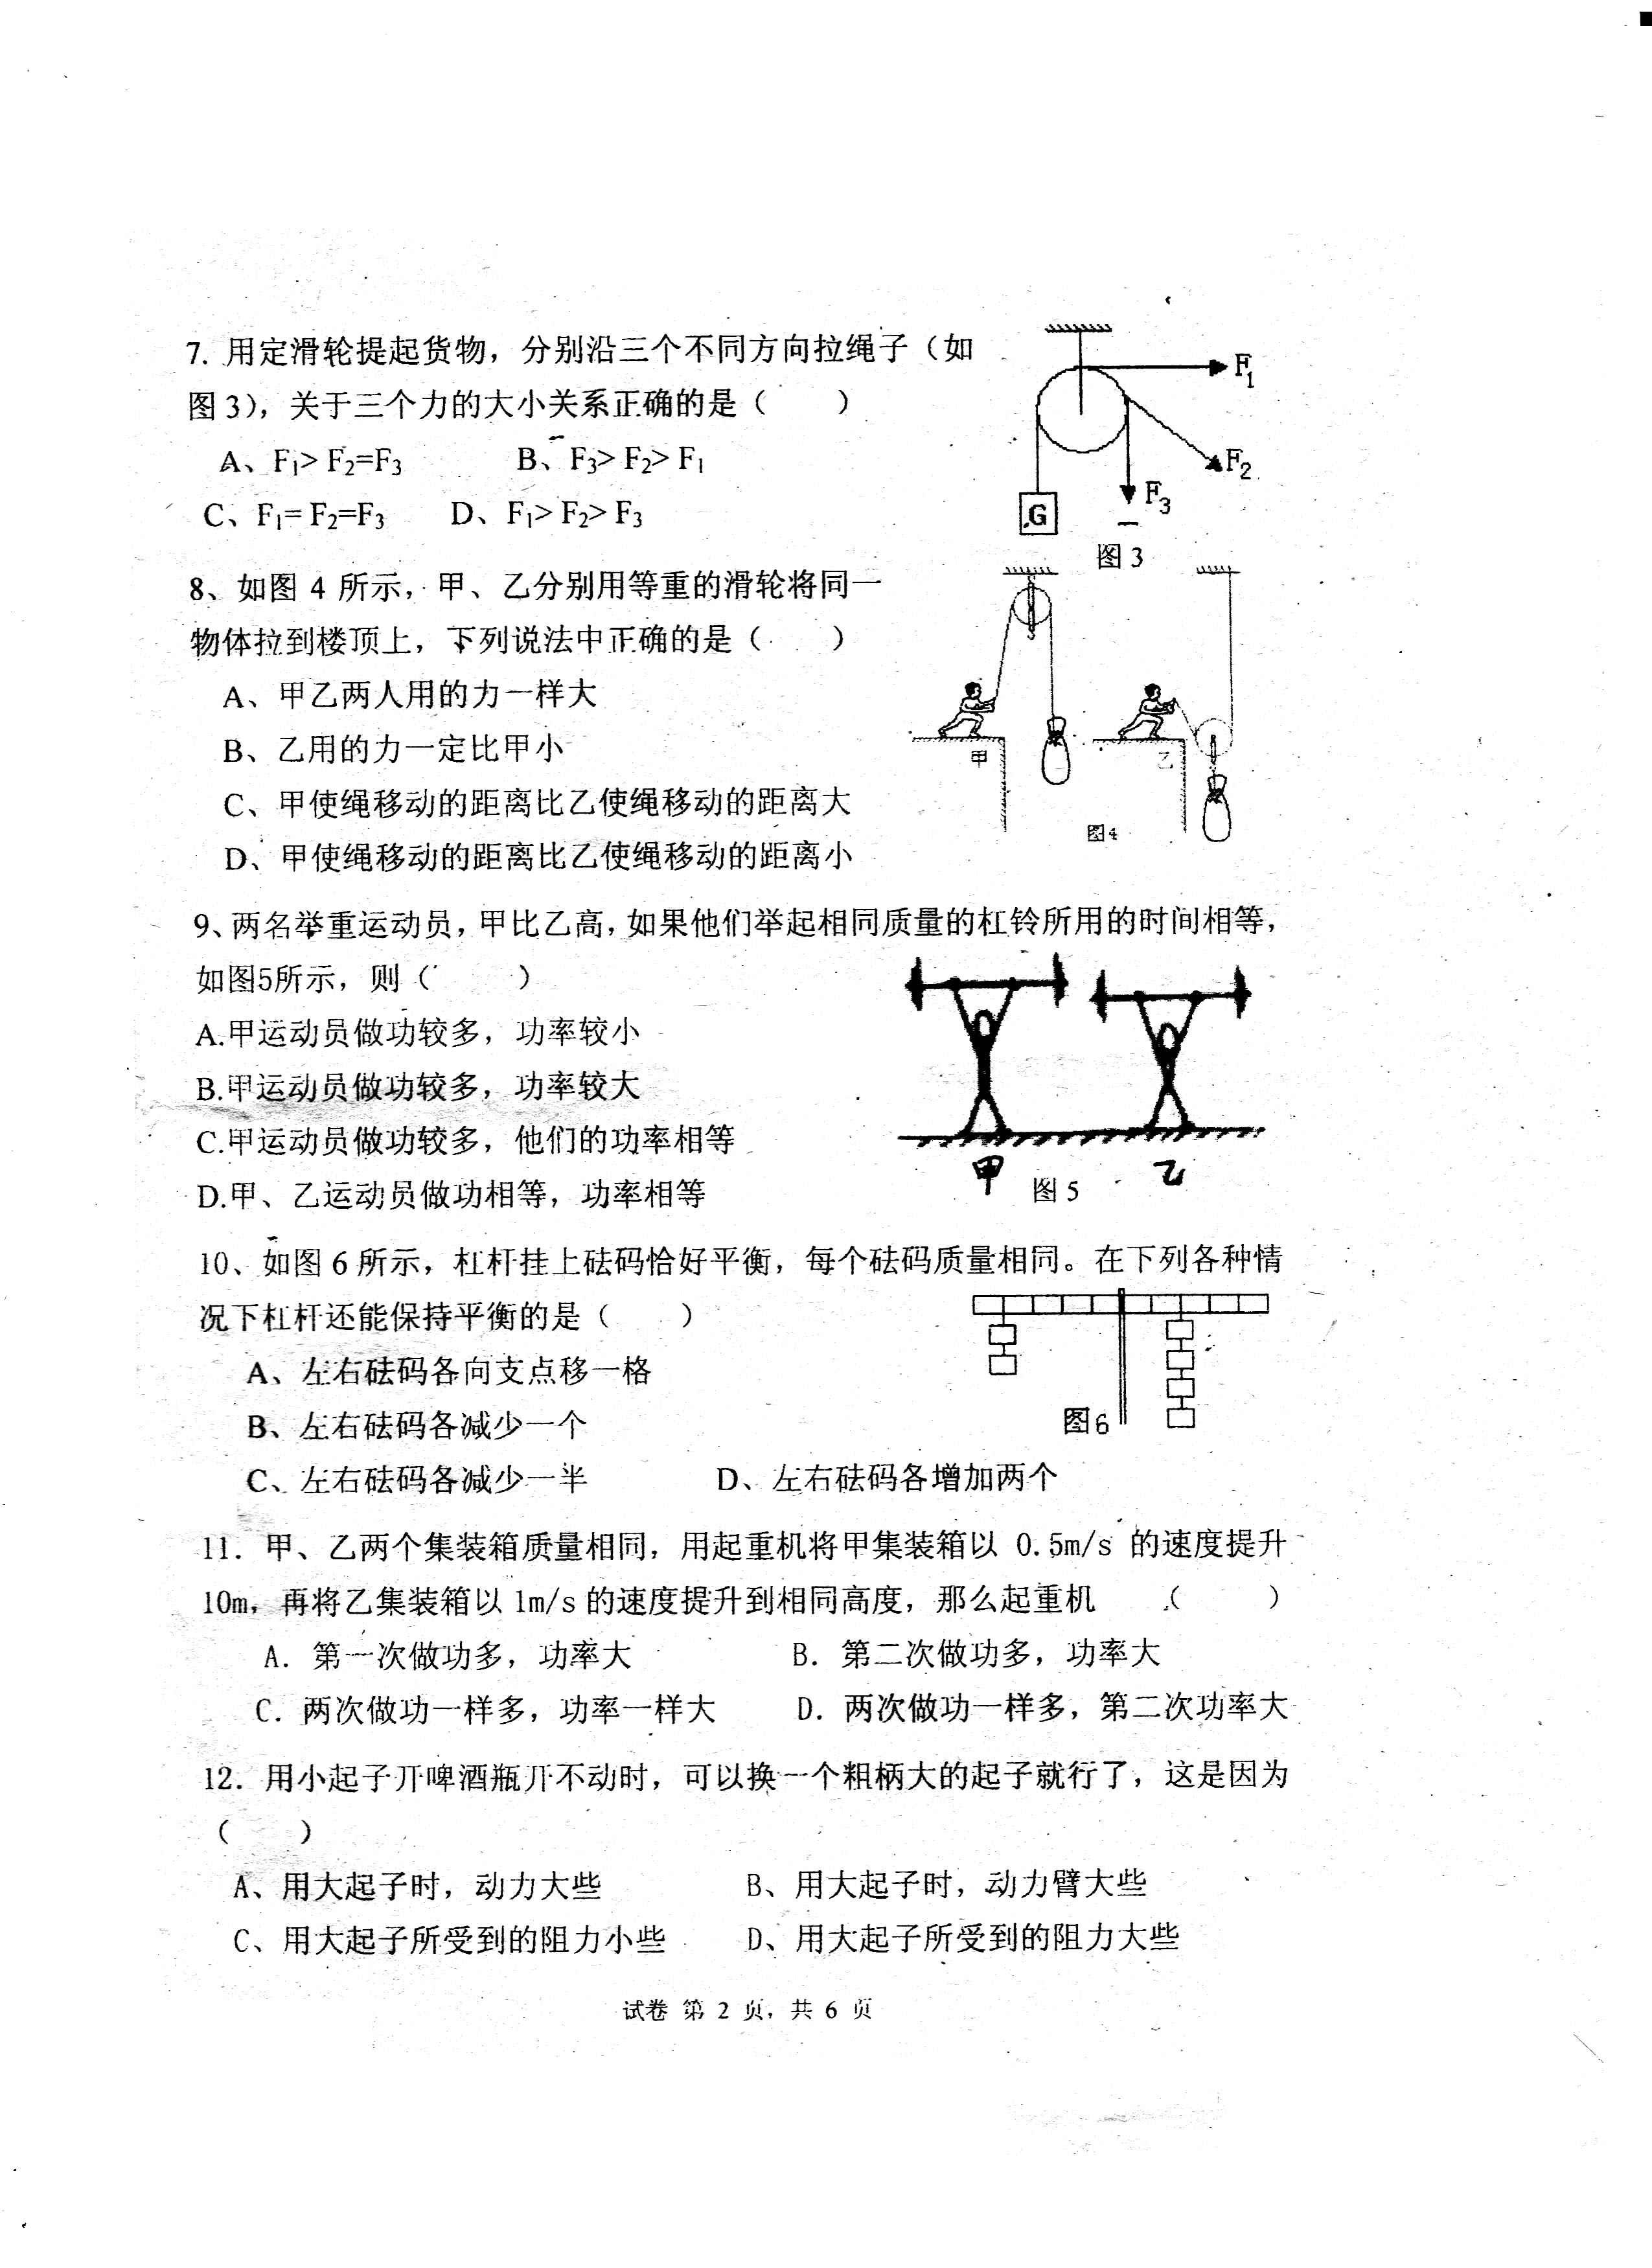 7. 用定滑轮提起货物，分别沿三个不同方向拉绳子（如
图3），关于三个力的大小关系正确的是（　　）
A、F₁> F₂=F₃　　B、F₃> F₂> F₁
C、F₁= F₂=F₃　　D、F₁> F₂> F₃
F₁
F₂
F₃
G
图 3
8、如图 4 所示，甲、乙分别用等重的滑轮将同一
物体拉到楼顶上，下列说法中正确的是（　　）
A、甲乙两人用的力一样大
B、乙用的力一定比甲小
C、甲使绳移动的距离比乙使绳移动的距离大
D、甲使绳移动的距离比乙使绳移动的距离小
甲
乙
图4
9、两名举重运动员，甲比乙高，如果他们举起相同质量的杠铃所用的时间相等，
如图5所示，则（　　）
A.甲运动员做功较多，功率较小
B.甲运动员做功较多，功率较大
C.甲运动员做功较多，他们的功率相等
D.甲、乙运动员做功相等，功率相等
甲
乙
图 5
10、如图 6 所示，杠杆挂上砝码恰好平衡，每个砝码质量相同。在下列各种情
况下杠杆还能保持平衡的是（　　）
A、左右砝码各向支点移一格
B、左右砝码各减少一个
C、左右砝码各减少一半　　D、左右砝码各增加两个
图6
11．甲、乙两个集装箱质量相同，用起重机将甲集装箱以 0.5m/s 的速度提升
10m，再将乙集装箱以 1m/s 的速度提升到相同高度，那么起重机　（　　）
A．第一次做功多，功率大　　B．第二次做功多，功率大
C．两次做功一样多，功率一样大　　D．两次做功一样多，第二次功率大
12．用小起子开啤酒瓶开不动时，可以换一个粗柄大的起子就行了，这是因为
（　　）
A、用大起子时，动力大些　　B、用大起子时，动力臂大些
C、用大起子所受到的阻力小些　　D、用大起子所受到的阻力大些
试卷 第 2 页，共 6 页